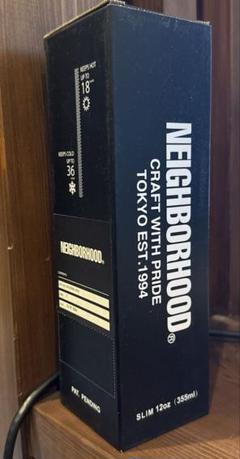 KEEPS HOT
UP TO
18
KEEPS COLD
UP TO
36
NEIGHBORHOOD®
PAT. PENDING
NEIGHBORHOOD®
CRAFT WITH PRIDE
TOKYO EST.1994
SLIM 12oz (355ml)